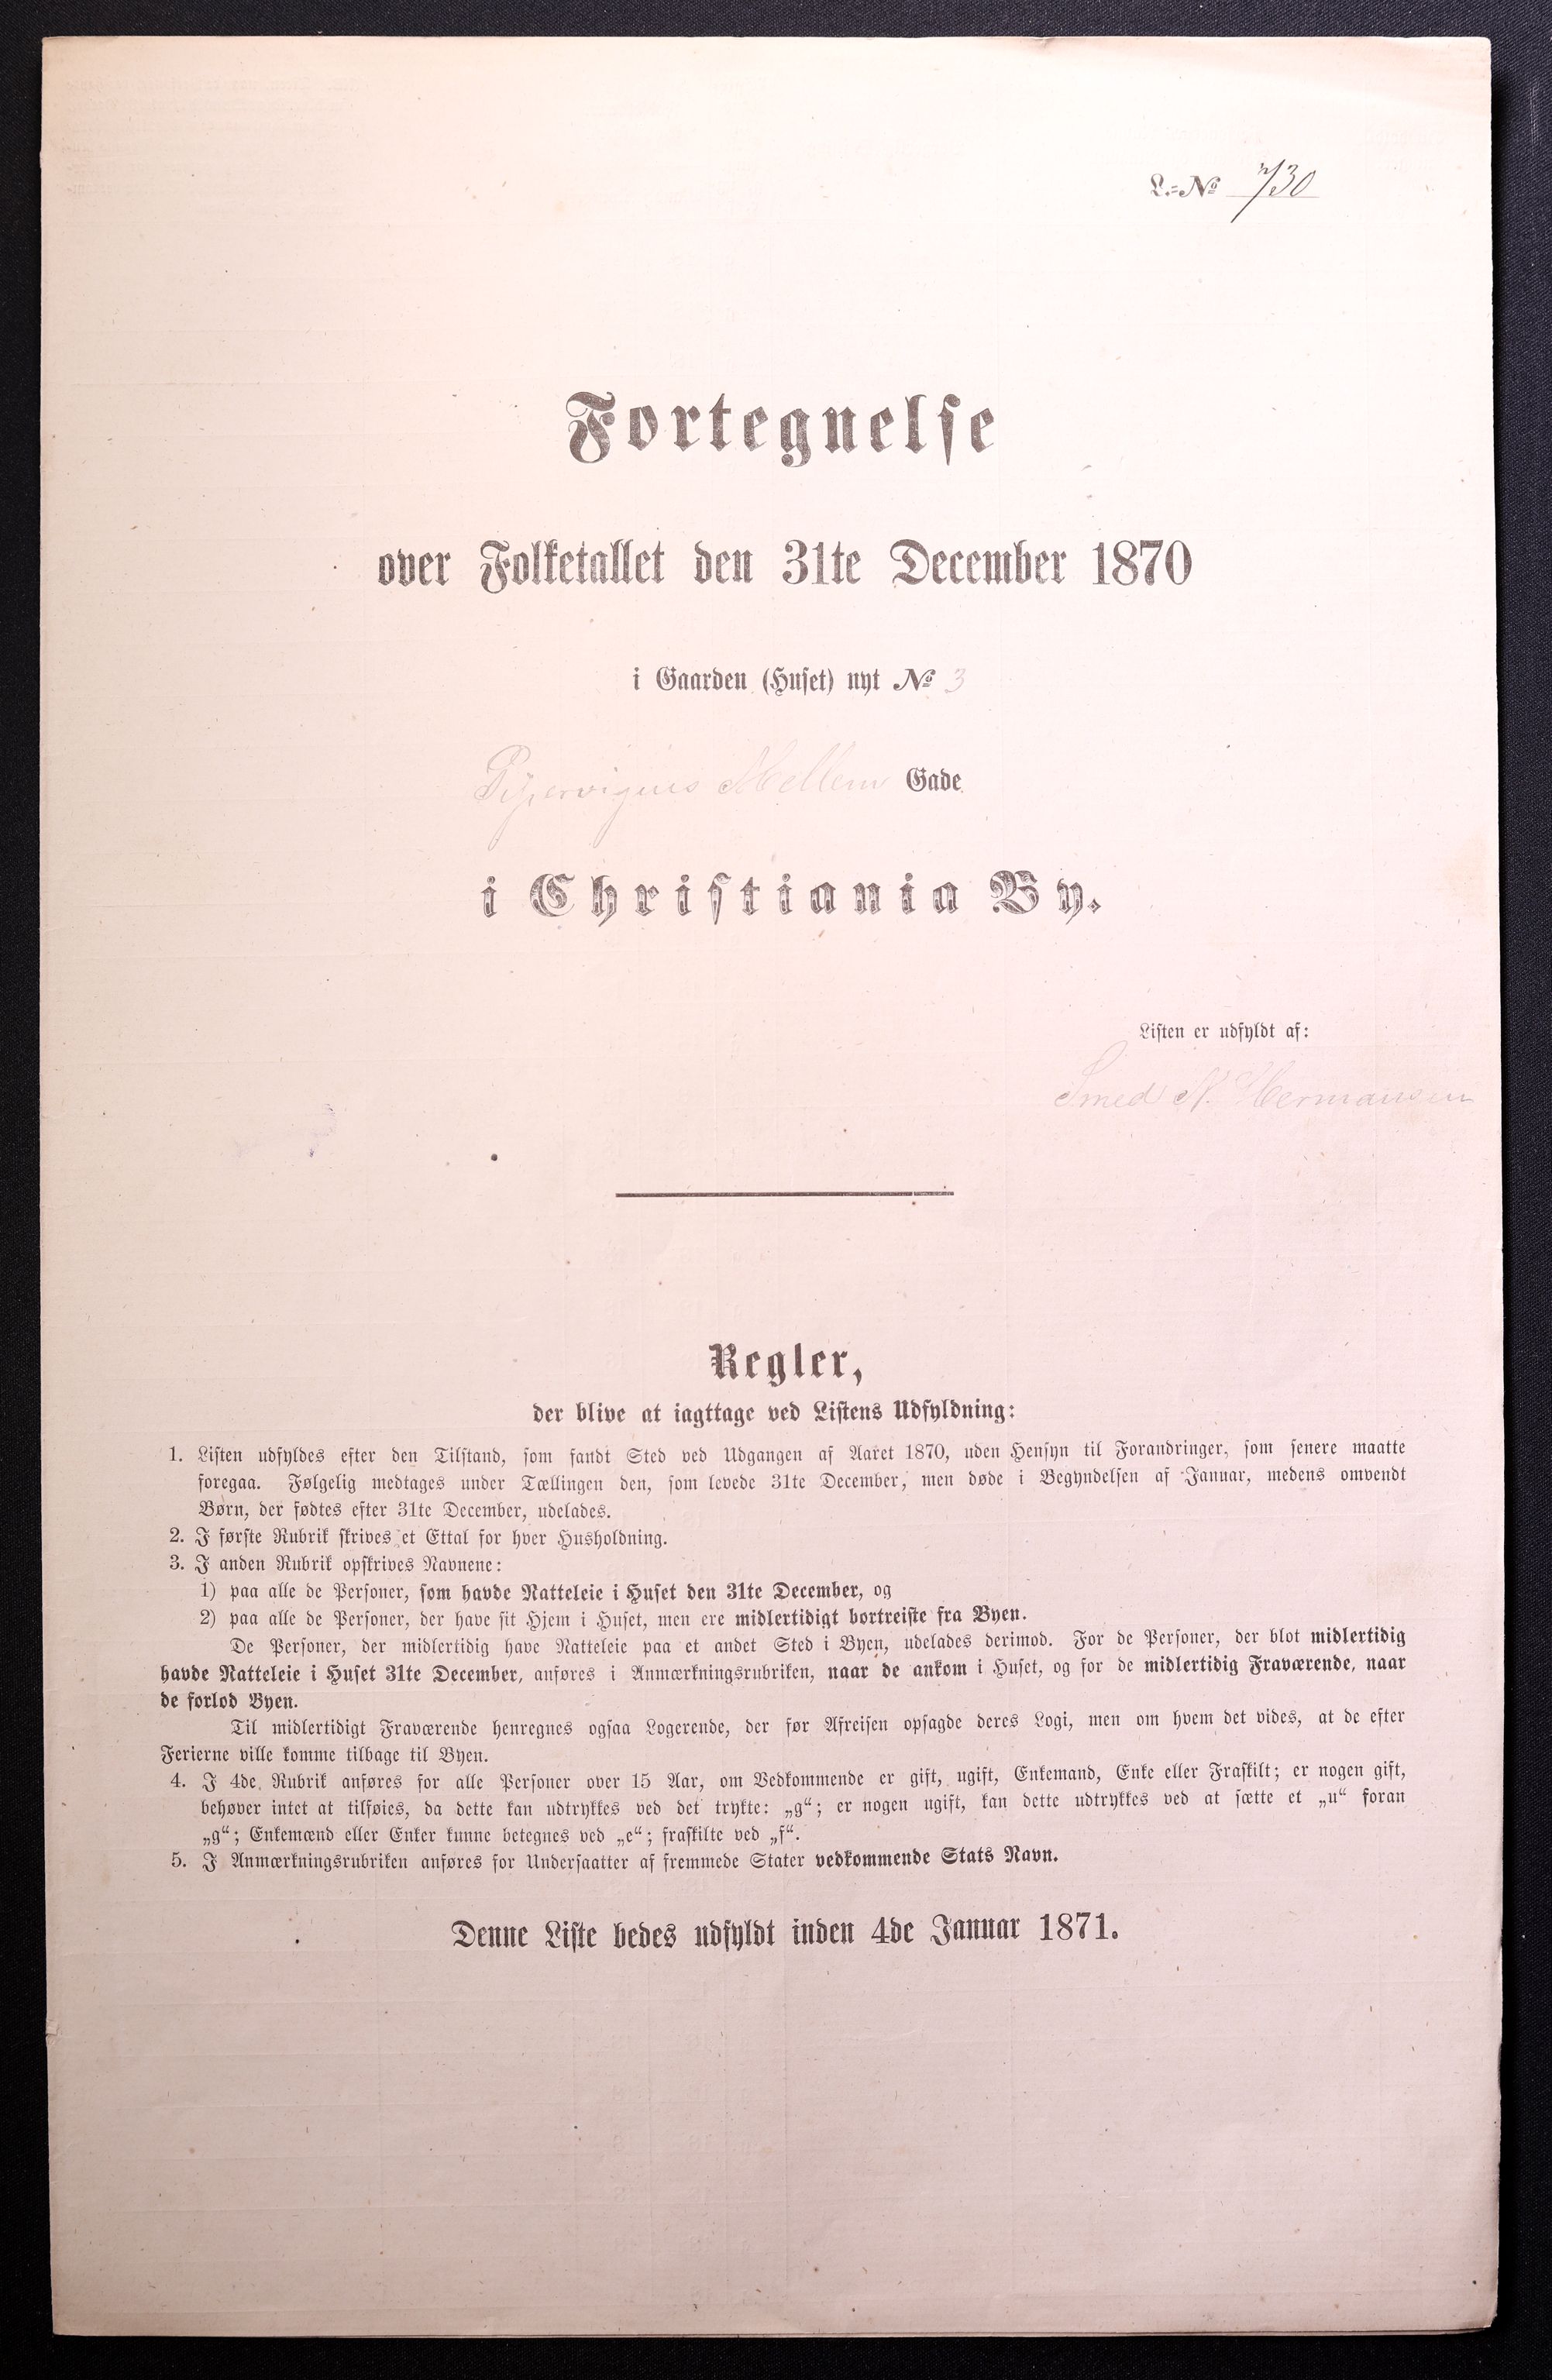 L.=№ 730
Fortegnelse
over Folketallet den 31te December 1870
i Gaarden (Huset) nyt № 3
Pipervigens Mellem Gade
i Christiania By.
Listen er udfyldt af:
Smed N. Hermansen
Regler,
der blive at iagttage ved Listens Udfyldning:
1. Listen udfyldes efter den Tilstand, som fandt Sted ved Udgangen af Aaret 1870, uden Hensyn til Forandringer, som senere maatte
foregaa. Følgelig medtages under Tællingen den, som levede 31te December, men døde i Begyndelsen af Januar, medens omvendt
Børn, der fødtes efter 31te December, udelades.
2. I første Rubrik skrives et Ettal for hver Husholdning.
3. I anden Rubrik opskrives Navnene:
1) paa alle de Personer, som havde Natteleie i Huset den 31te December, og
2) paa alle de Personer, der have sit Hjem i Huset, men ere midlertidigt bortreiste fra Byen.
De Personer, der midlertidig have Natteleie paa et andet Sted i Byen, udelades derimod. For de Personer, der blot midlertidig
havde Natteleie i Huset 31te December, anføres i Anmærkningsrubriken, naar de ankom i Huset, og for de midlertidig Fraværende, naar
de forlod Byen.
Til midlertidigt Fraværende henregnes ogsaa Logerende, der før Afreisen opsagde deres Logi, men om hvem det vides, at de efter
Ferierne ville komme tilbage til Byen.
4. I 4de Rubrik anføres for alle Personer over 15 Aar, om Vedkommende er gift, ugift, Enkemand, Enke eller Fraskilt; er nogen gift,
behøver intet at tilføies, da dette kan udtrykkes ved det trykte: „g“; er nogen ugift, kan dette udtrykkes ved at sætte et „u“ foran
„g“; Enkemænd eller Enker kunne betegnes ved „e“; fraskilte ved „f“.
5. I Anmærkningsrubriken anføres for Undersaatter af fremmede Stater vedkommende Stats Navn.
Denne Liste bedes udfyldt inden 4de Januar 1871.